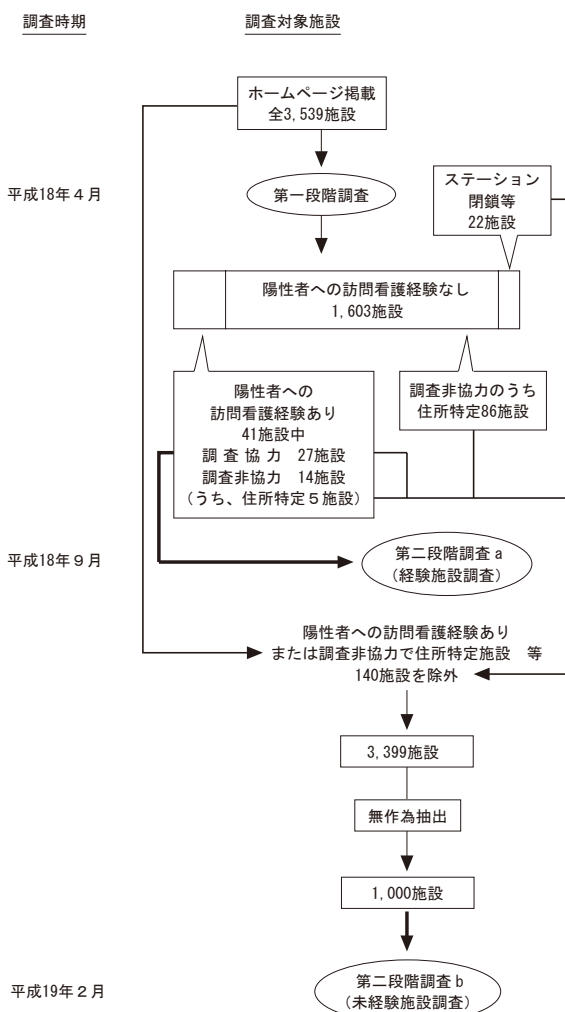 調査時期
調査対象施設
ホームページ掲載
全3,539施設
平成18年４月
第一段階調査
ステーション
閉鎖等
22施設
陽性者への訪問看護経験なし
1,603施設
陽性者への
訪問看護経験あり
41施設中
調 査 協 力　27施設
調査非協力　14施設
（うち、住所特定５施設）
調査非協力のうち
住所特定86施設
平成18年９月
第二段階調査 a
（経験施設調査）
陽性者への訪問看護経験あり
または調査非協力で住所特定施設　等
140施設を除外
3,399施設
無作為抽出
1,000施設
平成19年２月
第二段階調査 b
（未経験施設調査）